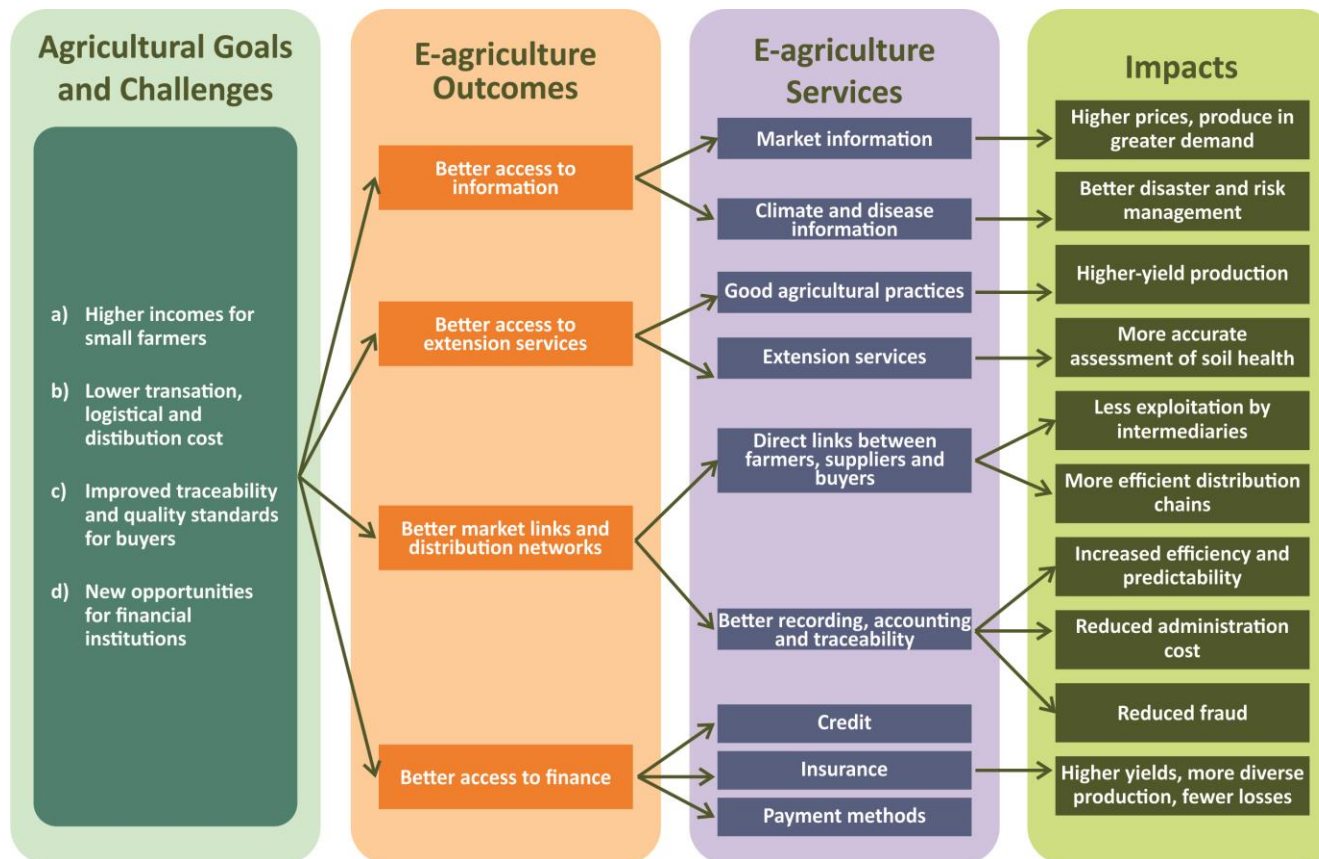 Agricultural Goals
and Challenges
a) Higher incomes for
small farmers
b) Lower transation,
logistical and
distibution cost
c) Improved traceability
and quality standards
for buyers
d) New opportunities
for financial
institutions
E-agriculture
Outcomes
Better access to
information
Better access to
extension services
Better market links and
distribution networks
Better access to finance
E-agriculture
Services
Market information
Climate and disease
information
Good agricultural practices
Extension services
Direct links between
farmers, suppliers and
buyers
Better recording, accounting
and traceability
Credit
Insurance
Payment methods
Impacts
Higher prices, produce in
greater demand
Better disaster and risk
management
Higher-yield production
More accurate
assessment of soil health
Less exploitation by
intermediaries
More efficient distribution
chains
Increased efficiency and
predictability
Reduced administration
cost
Reduced fraud
Higher yields, more diverse
production, fewer losses